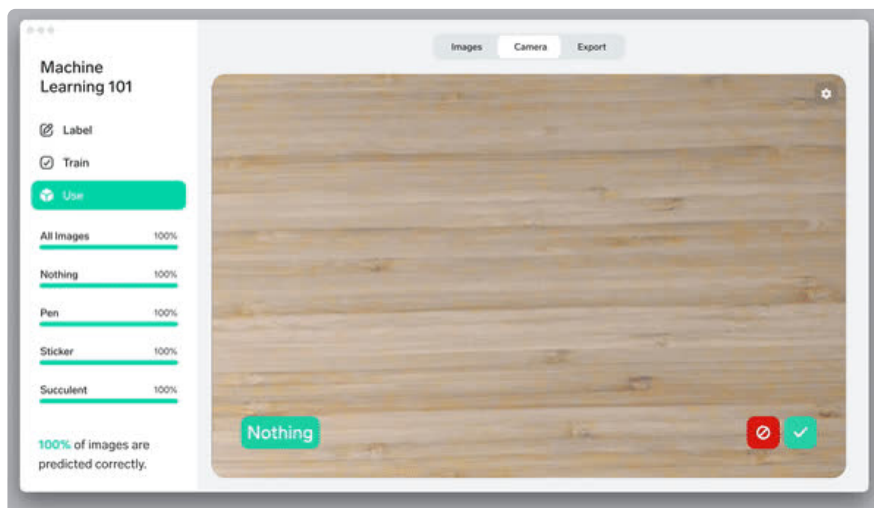 Machine
Learning 101
Label
Train
Use
All Images 100%
Nothing 100%
Pen 100%
Sticker 100%
Succulent 100%
100% of images are
predicted correctly.
Images Camera Export
Nothing